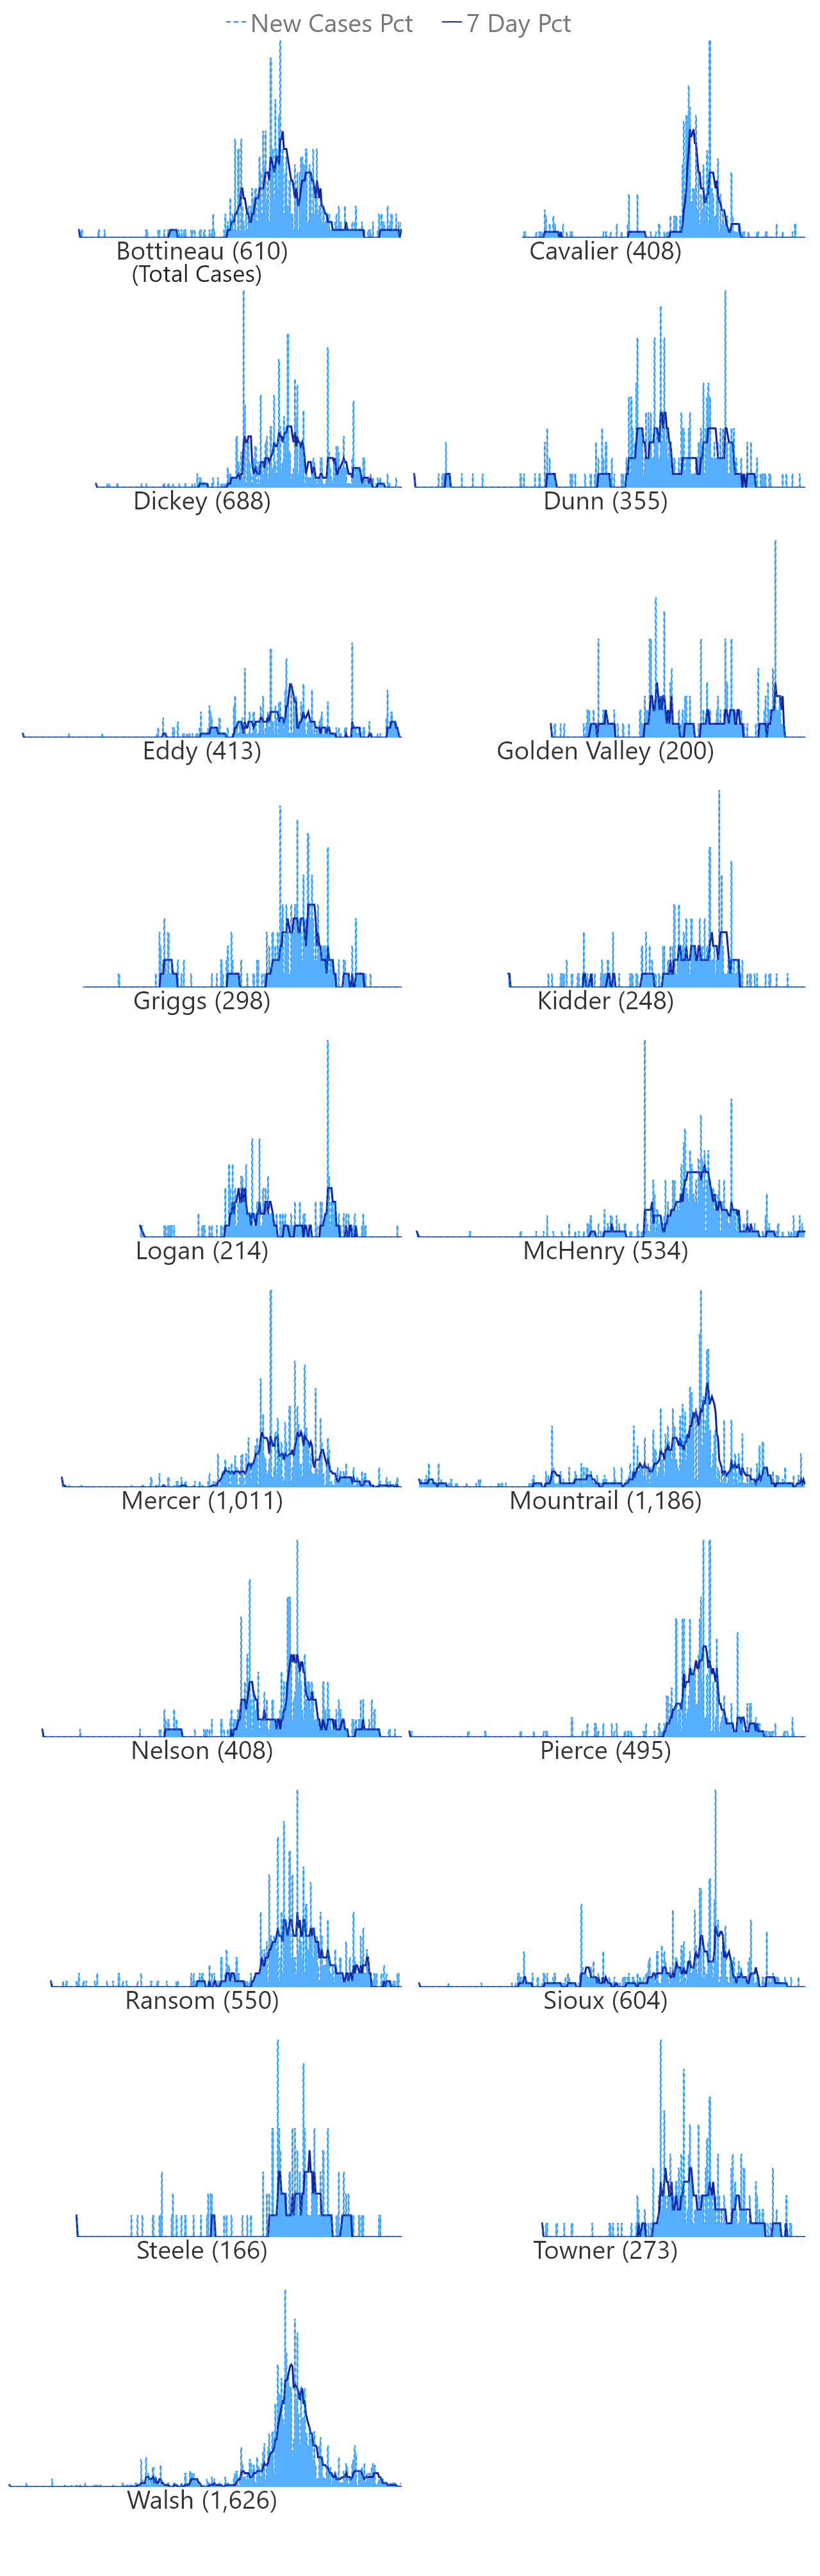 New Cases Pct 7 Day Pct
Bottineau (610) Cavalier (408)
(Total Cases)
Dickey (688) Dunn (355)
Eddy (413) Golden Valley (200)
Griggs (298) Kidder (248)
Logan (214) McHenry (534)
Mercer (1,011) Mountrail (1,186)
Nelson (408) Pierce (495)
Ransom (550) Sioux (604)
Steele (166) Towner (273)
Walsh (1,626)